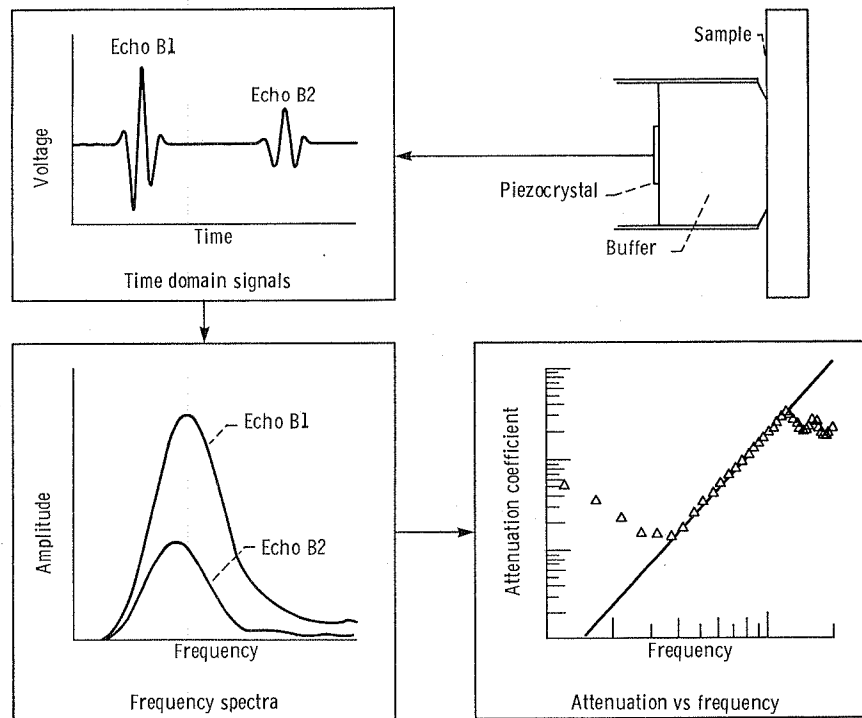 Echo B1
Echo B2
Voltage
Time
Time domain signals
Sample
Piezocrystal
Buffer
Echo B1
Echo B2
Amplitude
Frequency
Frequency spectra
Attenuation coefficient
Frequency
Attenuation vs frequency